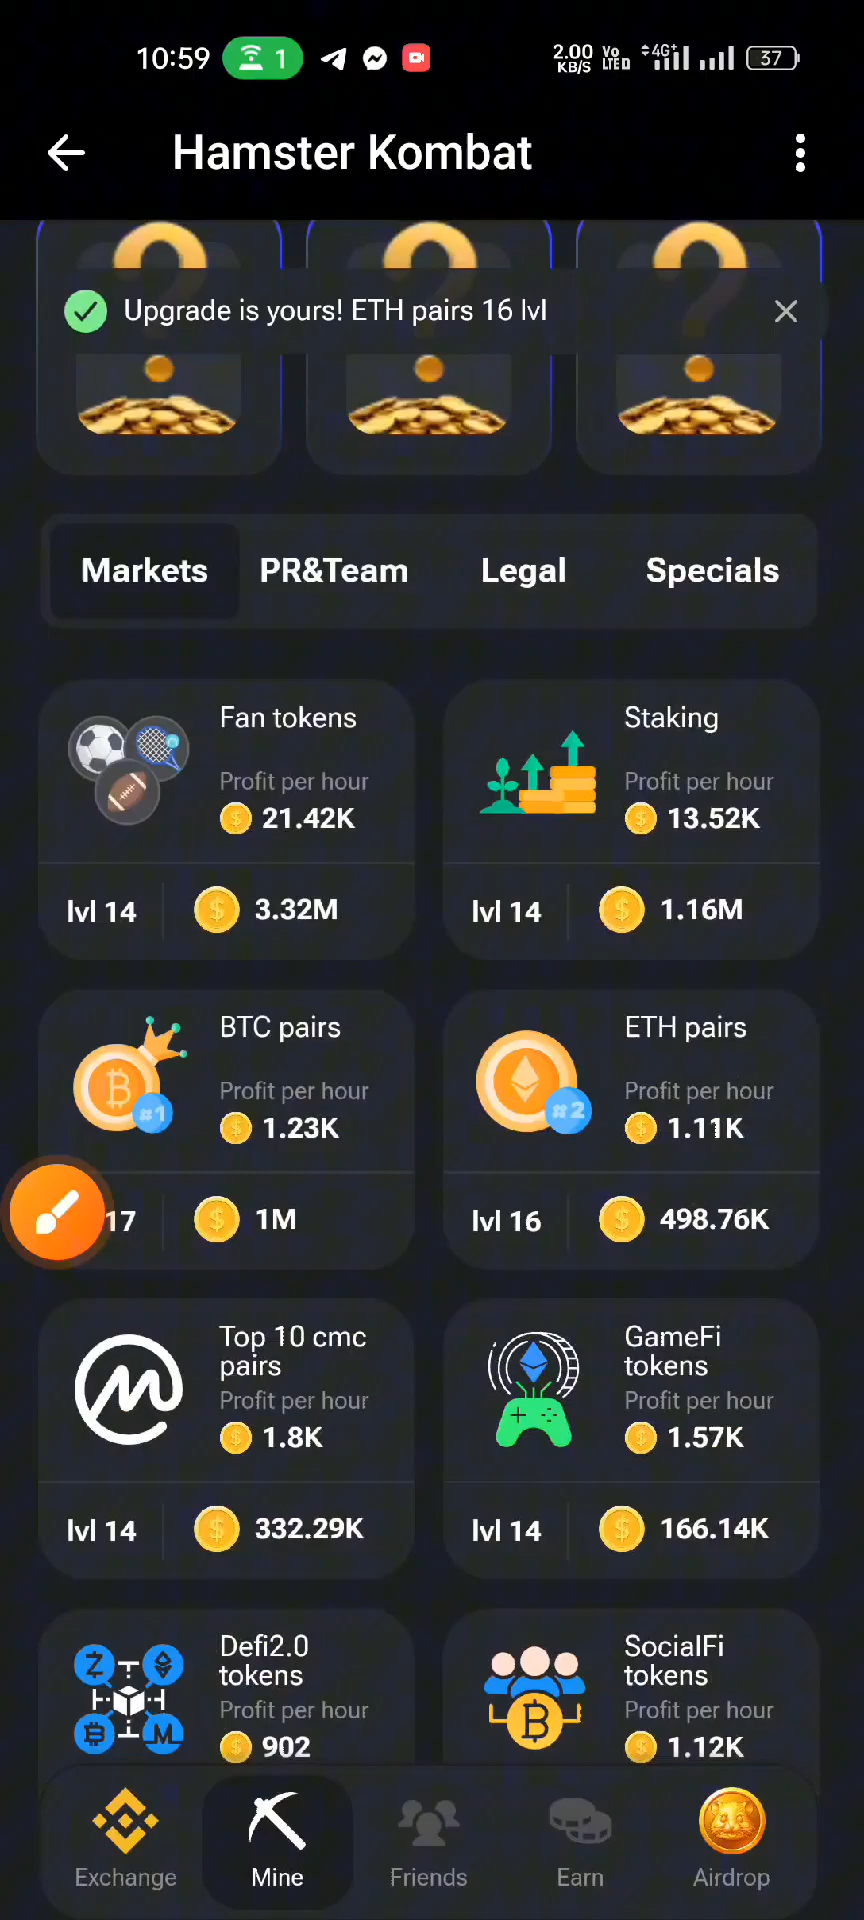 10:59 1 2.00 KB/S Vo LTE D 4G+ 37
Hamster Kombat
Upgrade is yours! ETH pairs 16 lvl
Markets PR&Team Legal Specials
Fan tokens
Profit per hour
21.42K
lvl 14 3.32M
Staking
Profit per hour
13.52K
lvl 14 1.16M
BTC pairs
#1
Profit per hour
1.23K
17 1M
ETH pairs
#2
Profit per hour
1.11K
lvl 16 498.76K
Top 10 cmc
pairs
Profit per hour
1.8K
lvl 14 332.29K
GameFi
tokens
Profit per hour
1.57K
lvl 14 166.14K
Defi2.0
tokens
Profit per hour
902
SocialFi
tokens
Profit per hour
1.12K
Exchange Mine Friends Earn Airdrop